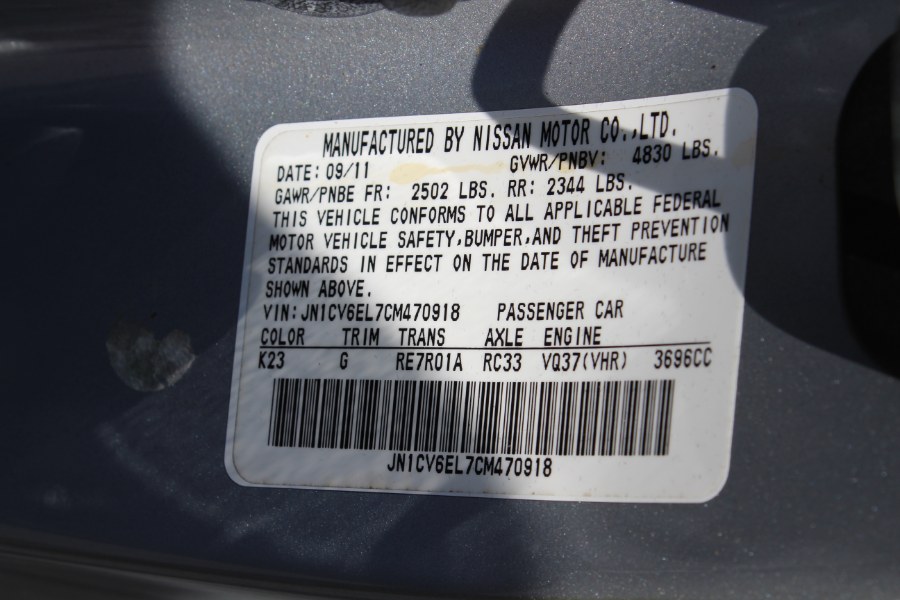 MANUFACTURED BY NISSAN MOTOR CO.,LTD.
DATE: 09/11 GVWR/PNBV: 4830 LBS.
GAWR/PNBE FR: 2502 LBS. RR: 2344 LBS.
THIS VEHICLE CONFORMS TO ALL APPLICABLE FEDERAL
MOTOR VEHICLE SAFETY,BUMPER,AND THEFT PREVENTION
STANDARDS IN EFFECT ON THE DATE OF MANUFACTURE
SHOWN ABOVE.
VIN: JN1CV6EL7CM470918 PASSENGER CAR
COLOR TRIM TRANS AXLE ENGINE
K23 G RE7R01A RC33 VQ37(VHR) 3696CC
JN1CV6EL7CM470918